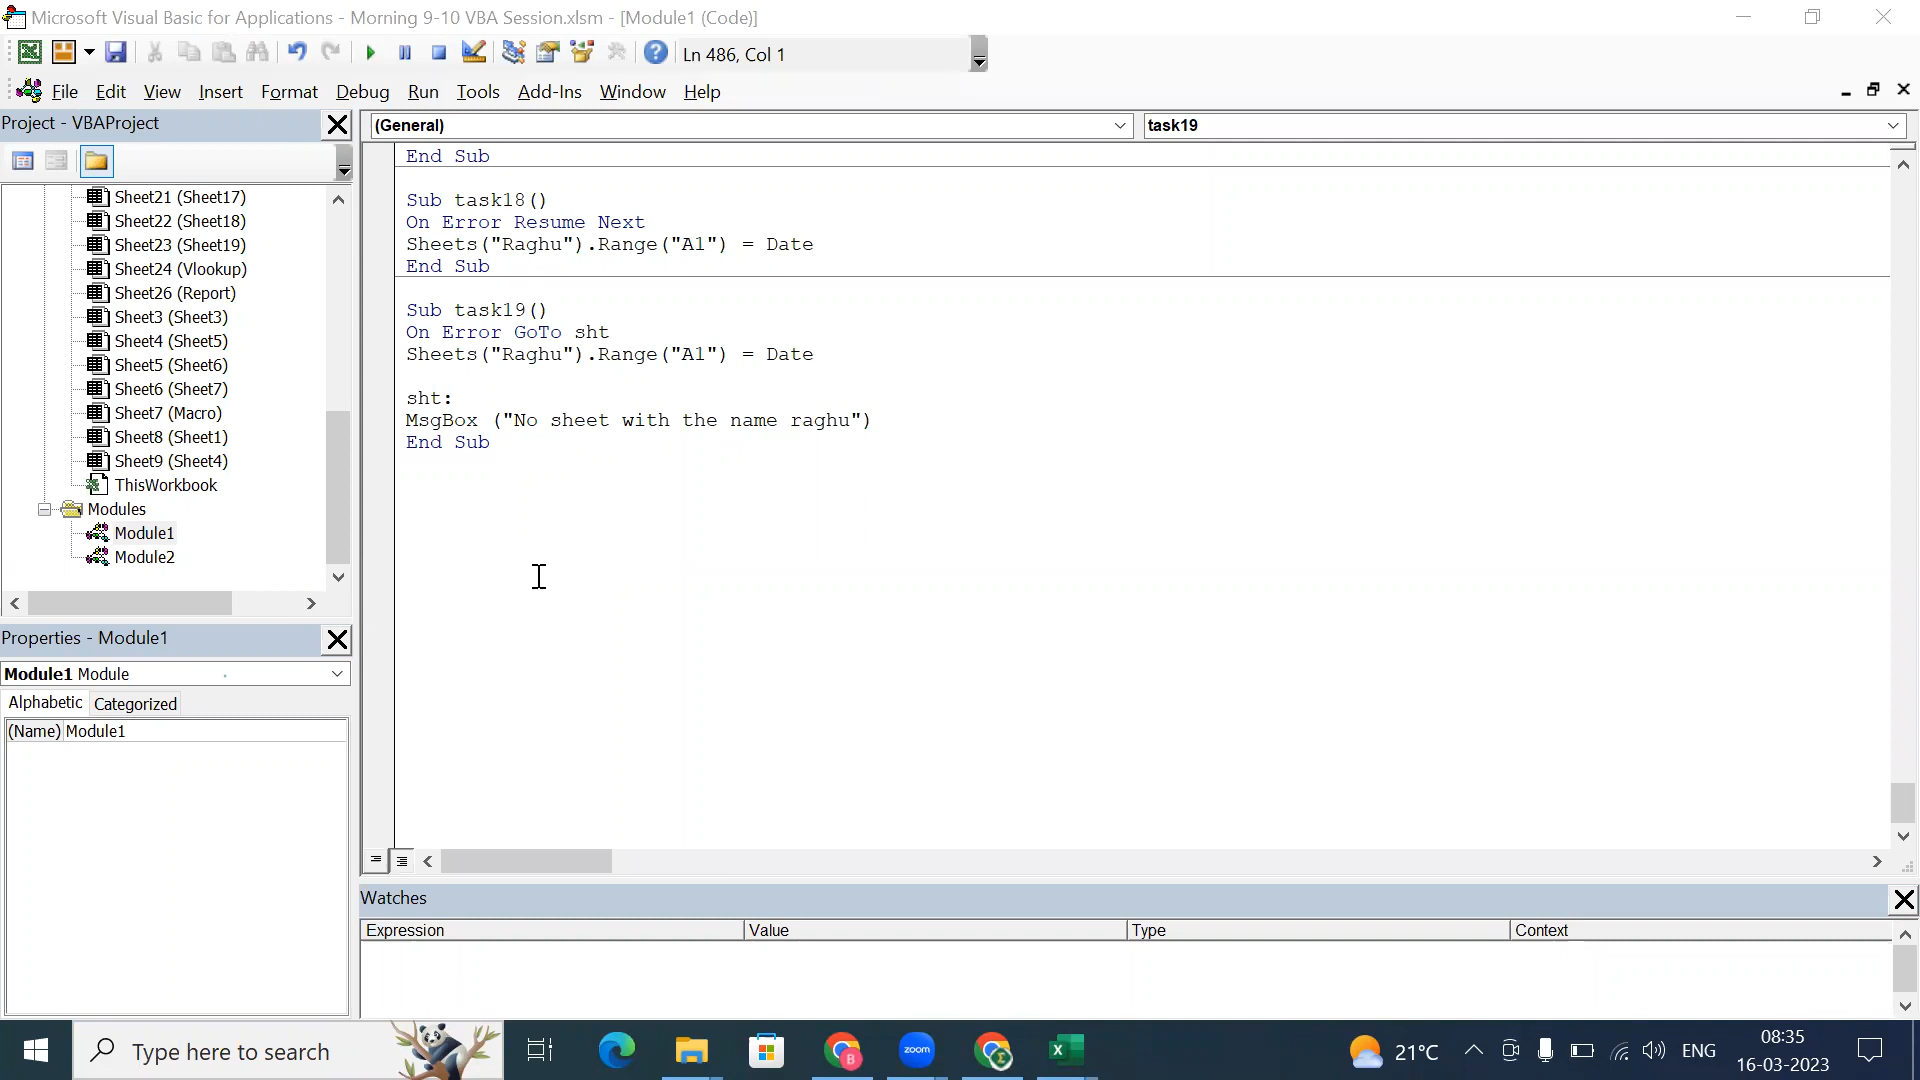 Microsoft Visual Basic for Applications - Morning 9-10 VBA Session.xlsm - [Module1 (Code)]
Ln 486, Col 1
File Edit View Insert Format Debug Run Tools Add-Ins Window Help
Project - VBAProject
(General)
task19
Sheet21 (Sheet17)
Sheet22 (Sheet18)
Sheet23 (Sheet19)
Sheet24 (Vlookup)
Sheet26 (Report)
Sheet3 (Sheet3)
Sheet4 (Sheet5)
Sheet5 (Sheet6)
Sheet6 (Sheet7)
Sheet7 (Macro)
Sheet8 (Sheet1)
Sheet9 (Sheet4)
ThisWorkbook
Modules
Module1
Module2
End Sub
Sub task18()
On Error Resume Next
Sheets("Raghu").Range("A1") = Date
End Sub
Sub task19()
On Error GoTo sht
Sheets("Raghu").Range("A1") = Date
sht:
MsgBox ("No sheet with the name raghu")
End Sub
Properties - Module1
Module1 Module
Alphabetic Categorized
(Name) Module1
Watches
Expression Value Type Context
Type here to search
zoom
B
21°C
ENG
08:35
16-03-2023